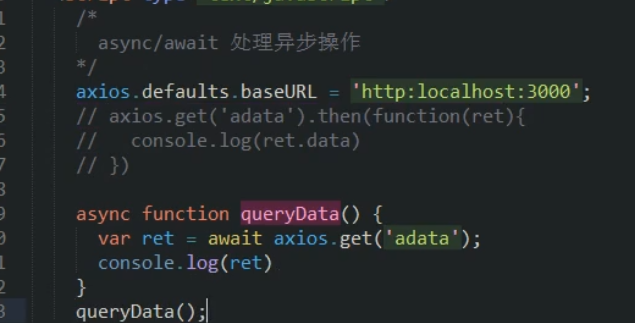 /*
async/await 处理异步操作
*/
axios.defaults.baseURL = 'http:localhost:3000';
// axios.get('adata').then(function(ret){
//   console.log(ret.data)
// })
async function queryData() {
var ret = await axios.get('adata');
console.log(ret)
}
queryData();